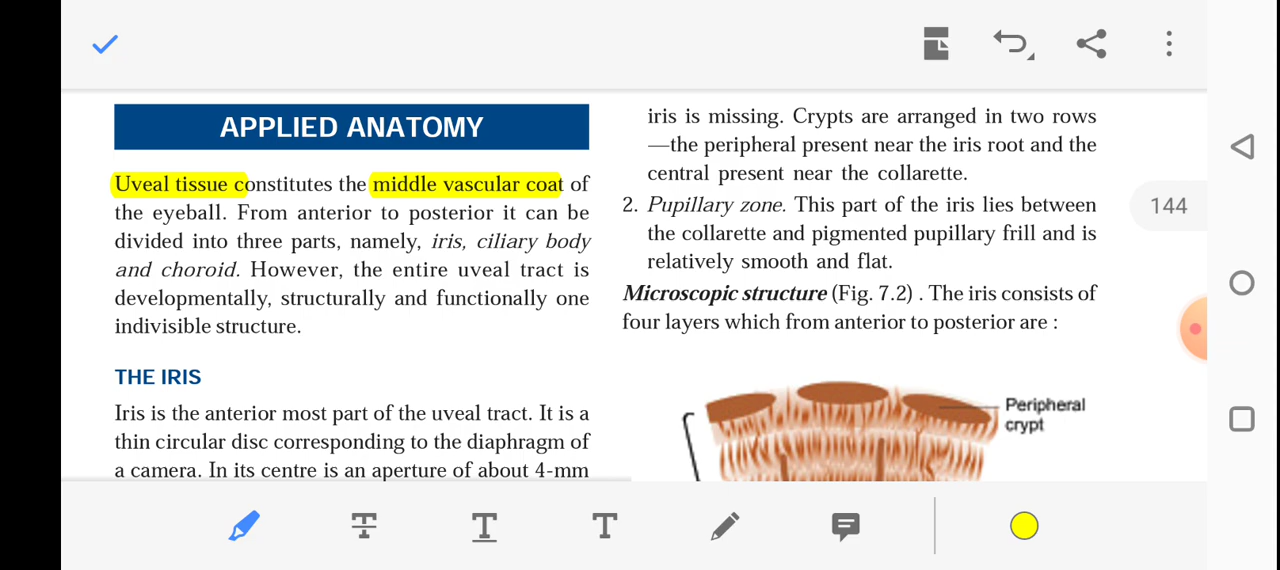 APPLIED ANATOMY
Uveal tissue constitutes the middle vascular coat of
the eyeball. From anterior to posterior it can be
divided into three parts, namely, iris, ciliary body
and choroid. However, the entire uveal tract is
developmentally, structurally and functionally one
indivisible structure.
THE IRIS
Iris is the anterior most part of the uveal tract. It is a
thin circular disc corresponding to the diaphragm of
a camera. In its centre is an aperture of about 4-mm
iris is missing. Crypts are arranged in two rows
—the peripheral present near the iris root and the
central present near the collarette.
2. Pupillary zone. This part of the iris lies between
the collarette and pigmented pupillary frill and is
relatively smooth and flat.
Microscopic structure (Fig. 7.2) . The iris consists of
four layers which from anterior to posterior are :
Peripheral
crypt
144
T
T
T